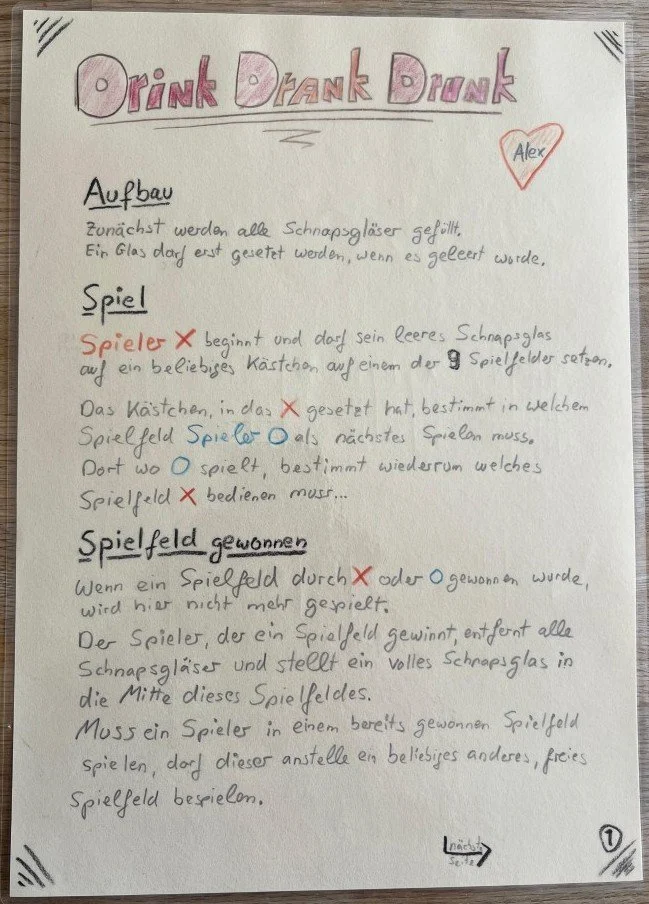 Drink Drank Drunk
Alex
Aufbau
Zunächst werden alle Schnapsgläser gefüllt.
Ein Glas darf erst gesetzt werden, wenn es geleert wurde.
Spiel
Spieler X beginnt und darf sein leeres Schnapsglas
auf ein beliebiges Kästchen auf einem der 9 Spielfelder setzen.
Das Kästchen, in das X gesetzt hat, bestimmt in welchem
Spielfeld Spieler O als nächstes Spielen muss.
Dort wo O spielt, bestimmt wiederrum welches
Spielfeld X bedienen muss...
Spielfeld gewonnen
Wenn ein Spielfeld durch X oder O gewonnen wurde,
wird hier nicht mehr gespielt.
Der Spieler, der ein Spielfeld gewinnt, entfernt alle
Schnapsgläser und stellt ein volles Schnapsglas in
die Mitte dieses Spielfeldes.
Muss ein Spieler in einem bereits gewonnen Spielfeld
spielen, darf dieser anstelle ein beliebiges anderes, freies
Spielfeld bespielen.
nächste
Seite
1